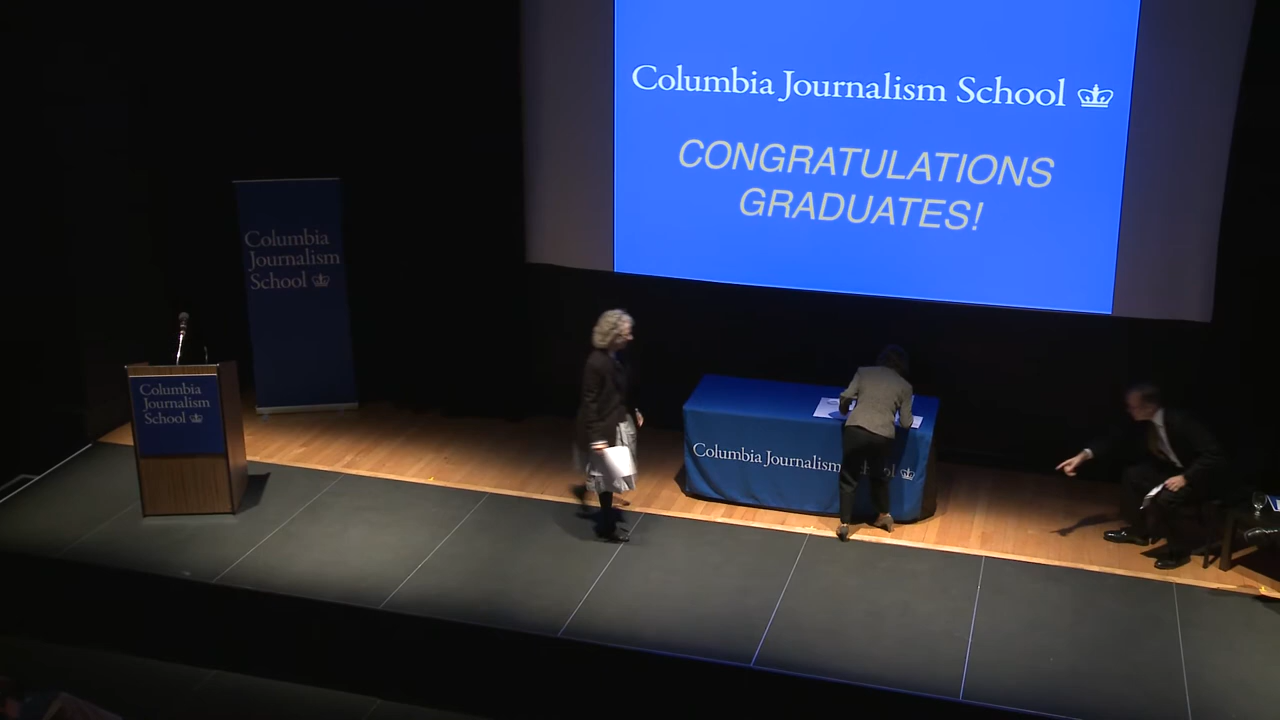 Columbia Journalism School
CONGRATULATIONS
GRADUATES!
Columbia
Journalism
School
Columbia
Journalism
School
Columbia Journalism